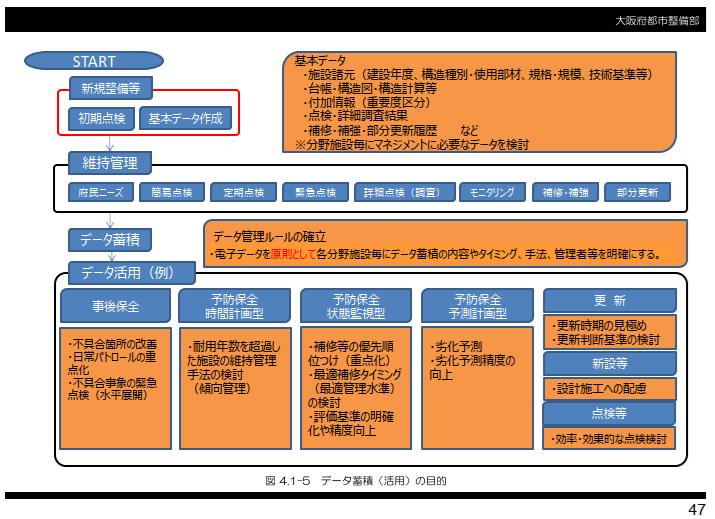 大阪府都市整備部
START
新規整備等
初期点検
基本データ作成
基本データ
・施設諸元（建設年度、構造種別・使用部材、規格・規模、技術基準等）
・台帳・構造図・構造計算等
・付加情報（重要度区分）
・点検・詳細調査結果
・補修・補強・部分更新履歴　　など
※分野施設毎にマネジメントに必要なデータを検討
維持管理
府民ニーズ
簡易点検
定期点検
緊急点検
詳細点検（調査）
モニタリング
補修・補強
部分更新
データ蓄積
データ管理ルールの確立
・電子データを原則として各分野施設毎にデータ蓄積の内容やタイミング、手法、管理者等を明確にする。
データ活用（例）
事後保全
・不具合箇所の改善
・日常パトロールの重
点化
・不具合事象の緊急
点検（水平展開）
予防保全
時間計画型
・耐用年数を超過し
た施設の維持管理
手法の検討
（傾向管理）
予防保全
状態監視型
・補修等の優先順
位つけ（重点化）
・最適補修タイミング
（最適管理水準）
の検討
・評価基準の明確
化や精度向上
予防保全
予測計画型
・劣化予測
・劣化予測精度の
向上
更　新
・更新時期の見極め
・更新判断基準の検討
新設等
・設計施工への配慮
点検等
・効率・効果的な点検検討
図 4.1-5　データ蓄積（活用）の目的
47